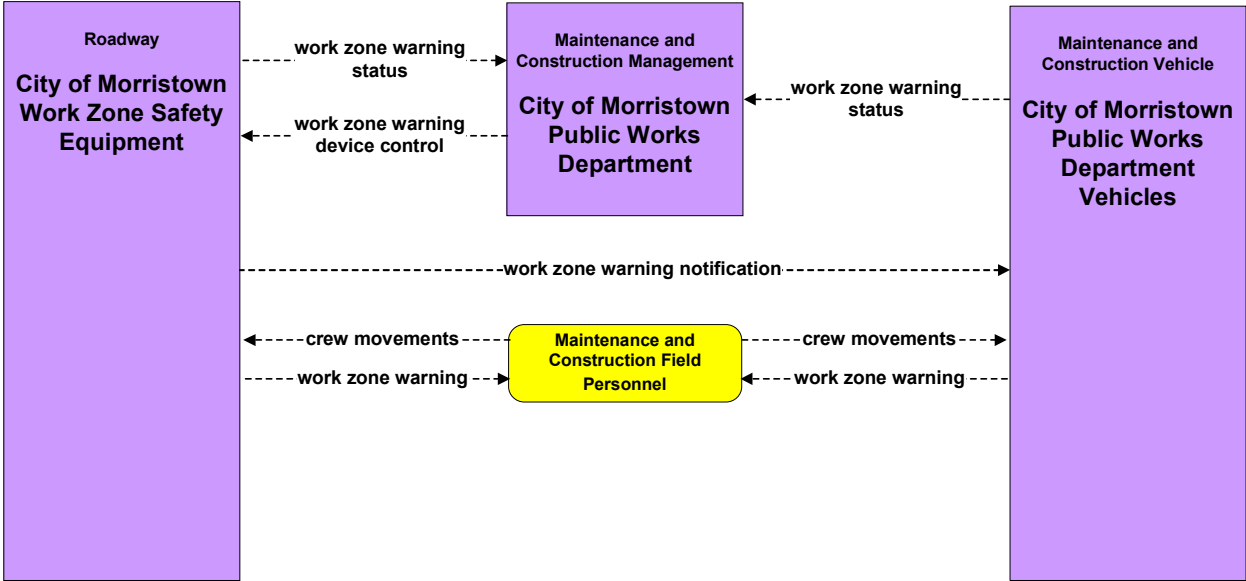 Roadway
City of Morristown
Work Zone Safety
Equipment
work zone warning
status
work zone warning
device control
Maintenance and
Construction Management
City of Morristown
Public Works
Department
work zone warning
status
Maintenance and
Construction Vehicle
City of Morristown
Public Works
Department
Vehicles
work zone warning notification
crew movements
work zone warning
Maintenance and
Construction Field
Personnel
crew movements
work zone warning